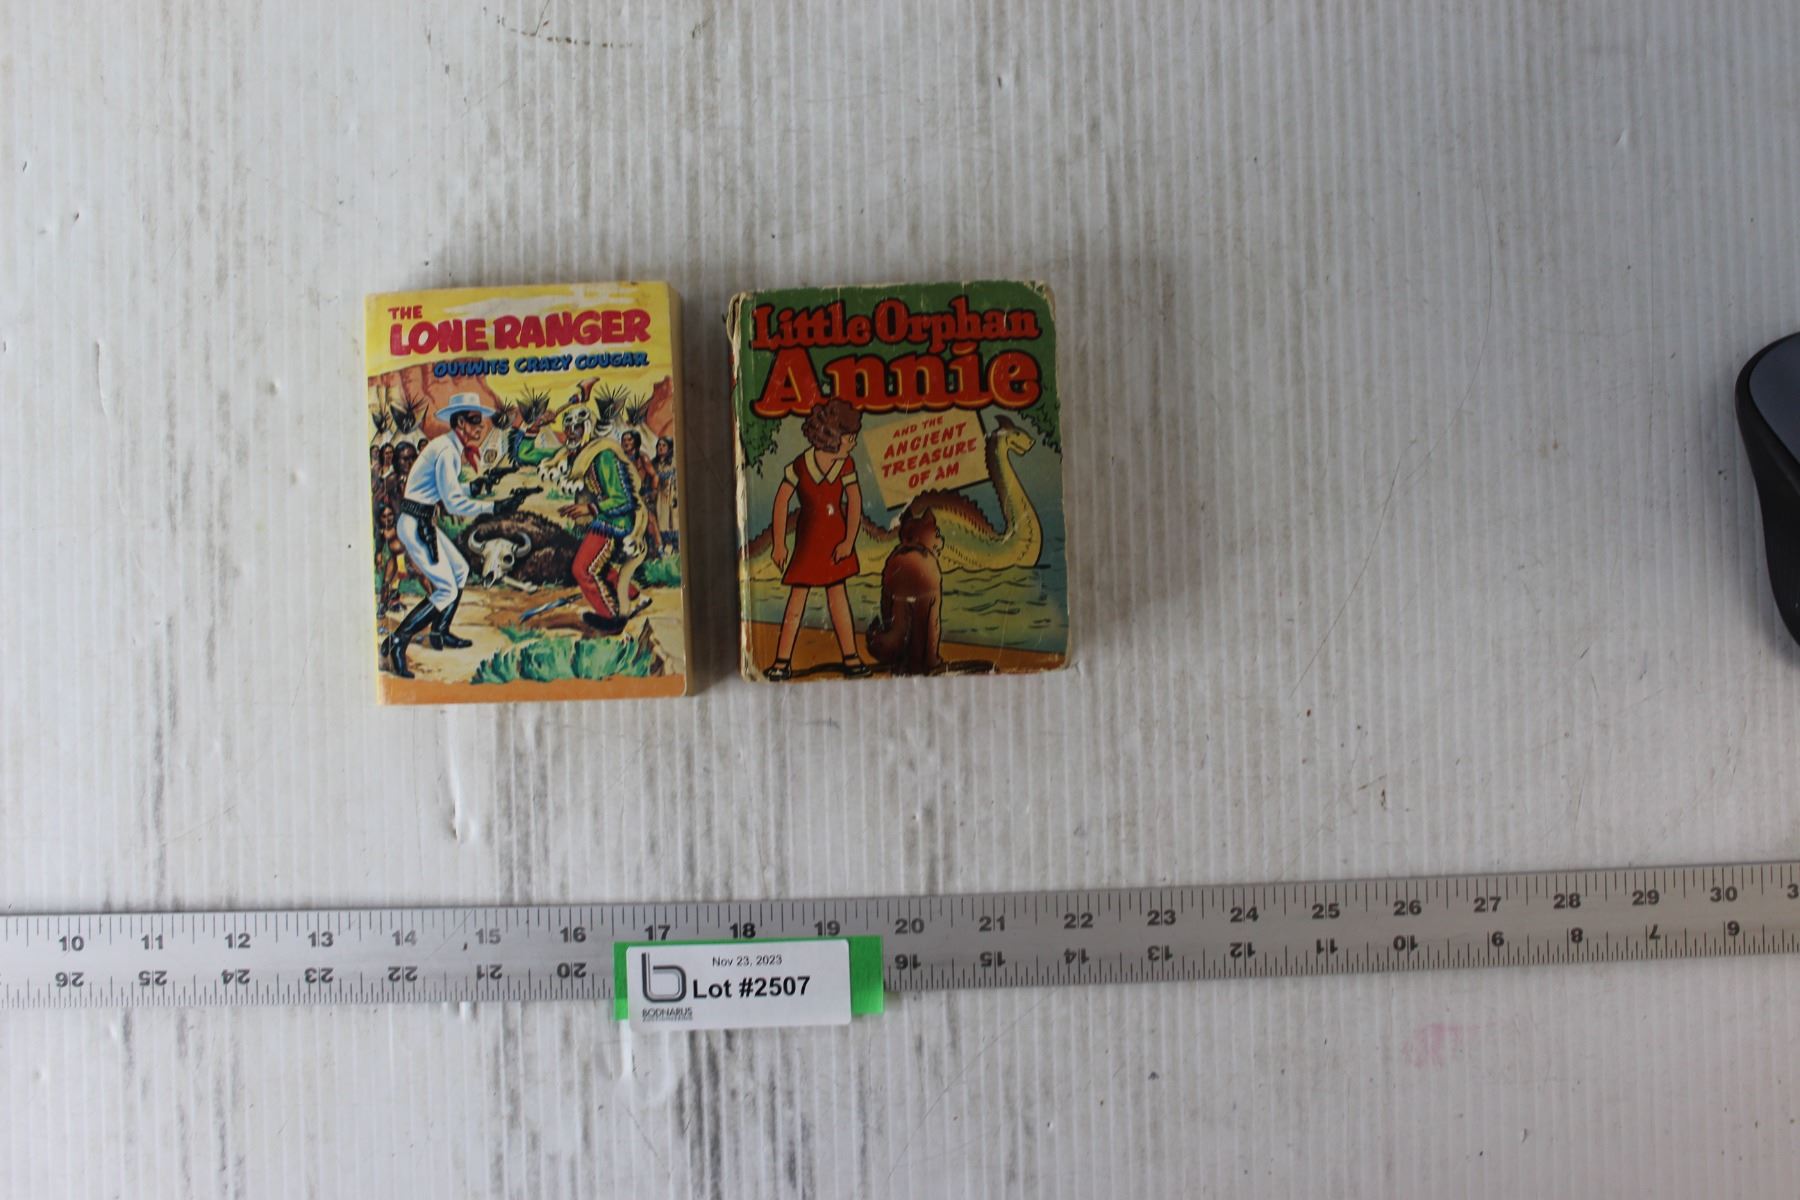 THE
LONE RANGER
OUTWITS CRAZY COUGAR
Little Orphan
Annie
AND THE
ANCIENT
TREASURE
OF AM
10 11 12 13 14 15 16 17 18 19 20 21 22 23 24 25 26 27 28 29 30 3
26 25 24 23 22 21 20 16 15 14 13 12 11 10 9 8 7 6
Nov 23, 2023
Lot #2507
BODNARUS